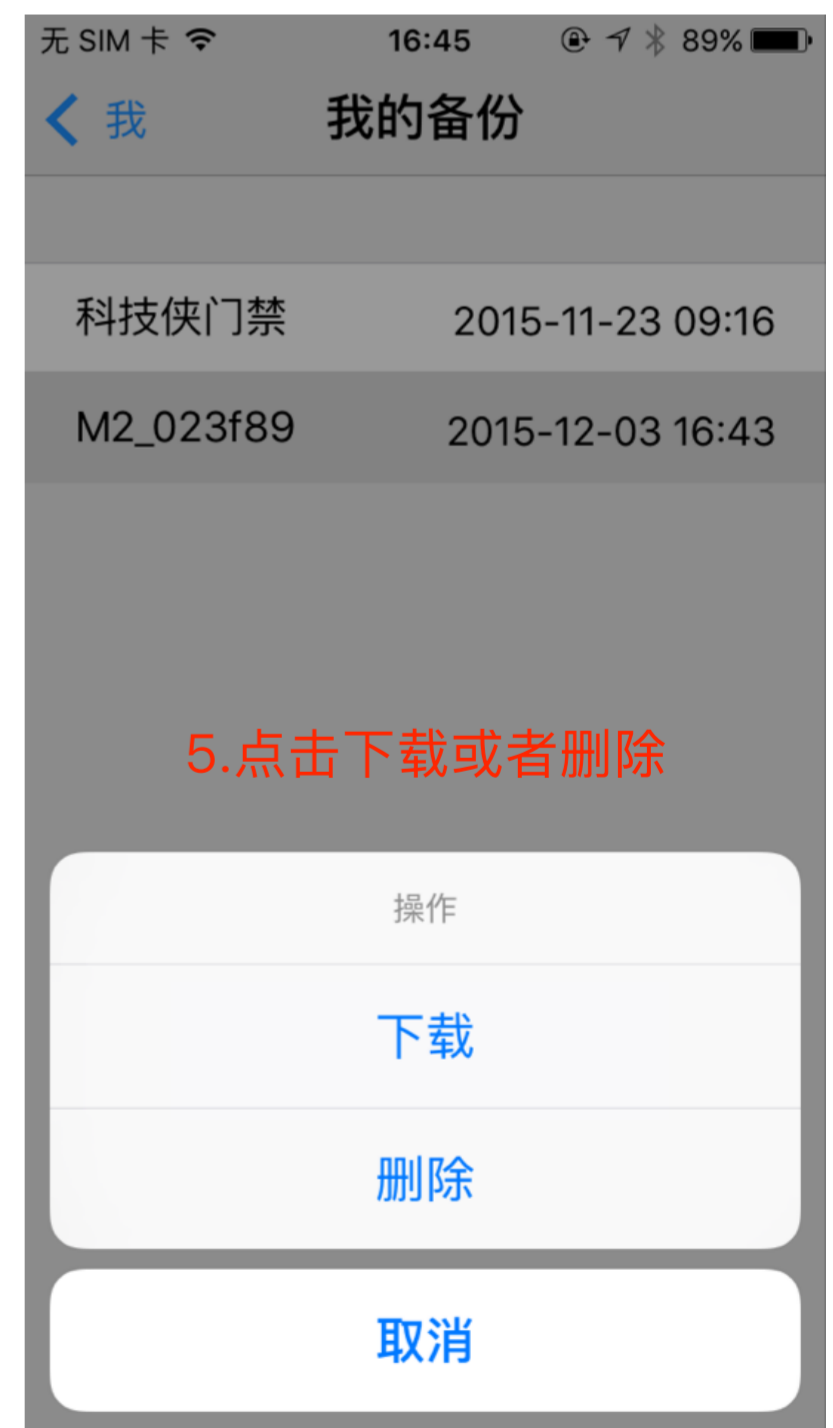 无 SIM 卡 16:45 89%
我 我的备份
科技侠门禁 2015-11-23 09:16
M2_023f89 2015-12-03 16:43
5.点击下载或者删除
操作
下载
删除
取消